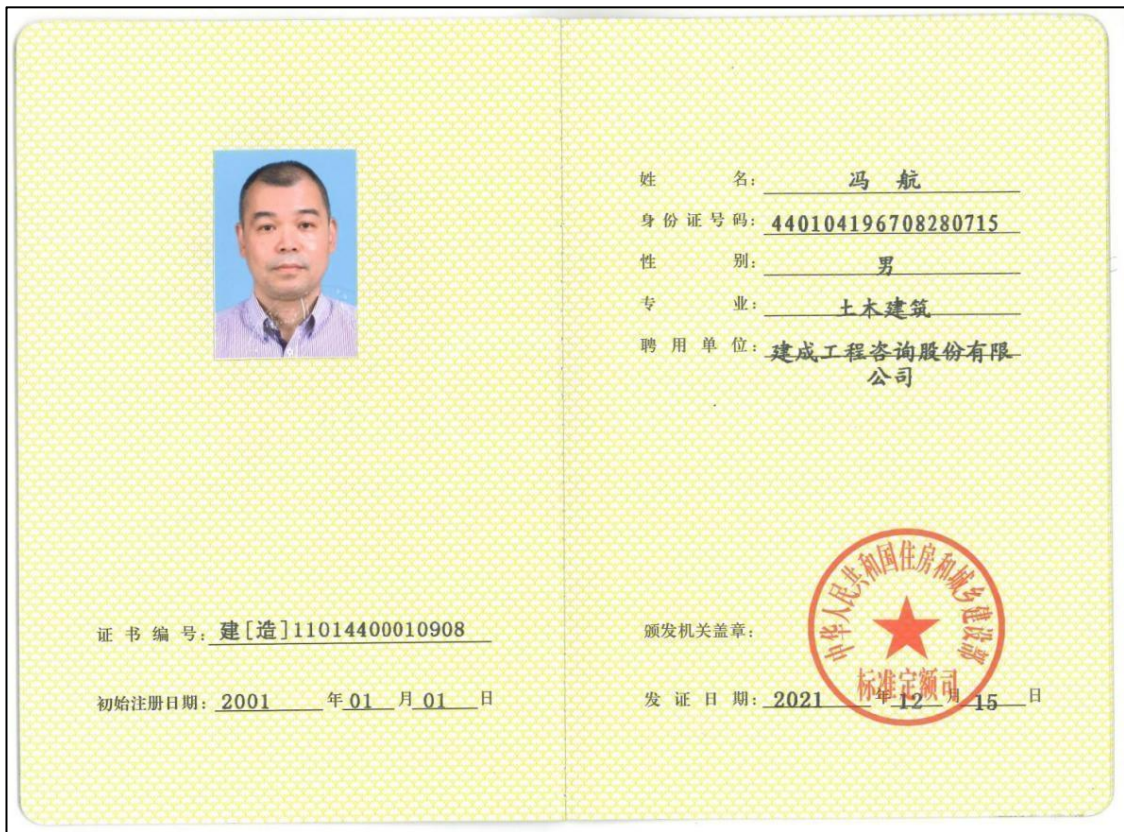 姓 名: 冯 航
身份证号码: 440104196708280715
性 别: 男
专 业: 土木建筑
聘用单位: 建成工程咨询股份有限
公司
证书编号: 建[造]11014400010908
初始注册日期: 2001 年 01 月 01 日
颁发机关盖章:
中华人民共和国住房和城乡建设部
标准定额司
发证日期: 2021 年 12 月 15 日